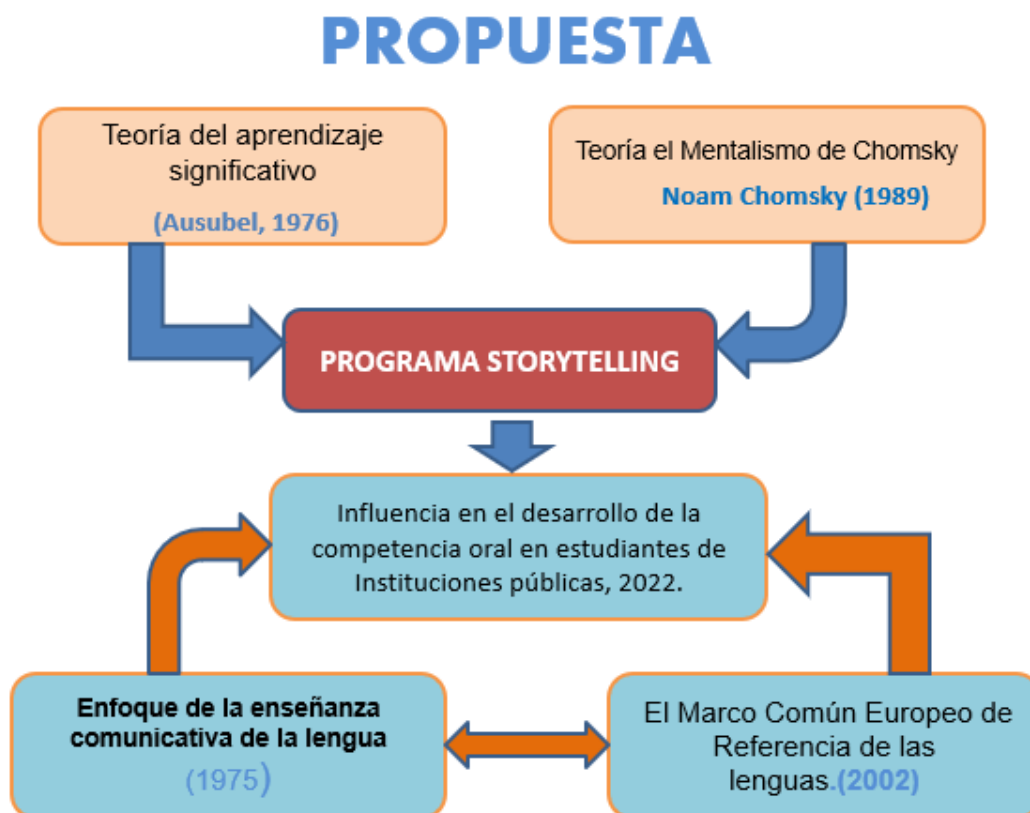 PROPUESTA
Teoría del aprendizaje
significativo
(Ausubel, 1976)
Teoría el Mentalismo de Chomsky
Noam Chomsky (1989)
PROGRAMA STORYTELLING
Influencia en el desarrollo de la
competencia oral en estudiantes de
Instituciones públicas, 2022.
Enfoque de la enseñanza
comunicativa de la lengua
(1975)
El Marco Común Europeo de
Referencia de las
lenguas.(2002)